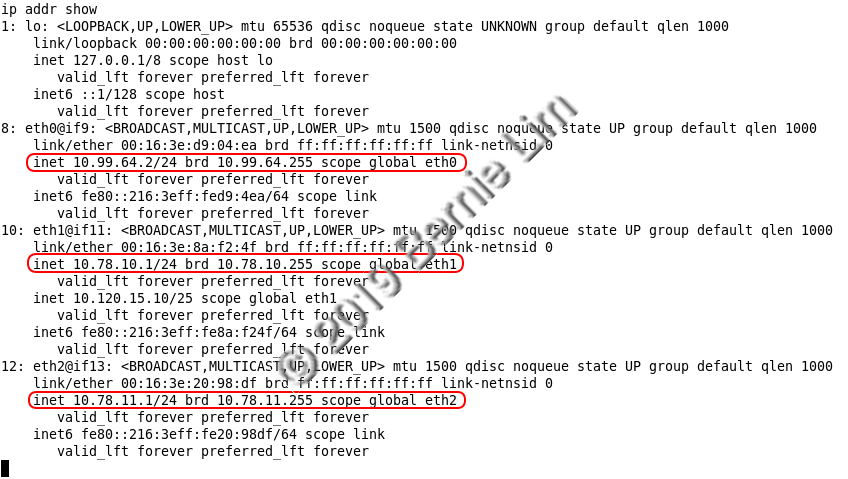 ip addr show
1: lo: <LOOPBACK,UP,LOWER_UP> mtu 65536 qdisc noqueue state UNKNOWN group default qlen 1000
    link/loopback 00:00:00:00:00:00 brd 00:00:00:00:00:00
    inet 127.0.0.1/8 scope host lo
       valid_lft forever preferred_lft forever
    inet6 ::1/128 scope host
       valid_lft forever preferred_lft forever
8: eth0@if9: <BROADCAST,MULTICAST,UP,LOWER_UP> mtu 1500 qdisc noqueue state UP group default qlen 1000
    link/ether 00:16:3e:d9:04:ea brd ff:ff:ff:ff:ff:ff link-netnsid 0
    inet 10.99.64.2/24 brd 10.99.64.255 scope global eth0
       valid_lft forever preferred_lft forever
    inet6 fe80::216:3eff:fed9:4ea/64 scope link
       valid_lft forever preferred_lft forever
10: eth1@if11: <BROADCAST,MULTICAST,UP,LOWER_UP> mtu 1500 qdisc noqueue state UP group default qlen 1000
    link/ether 00:16:3e:8a:f2:4f brd ff:ff:ff:ff:ff:ff link-netnsid 0
    inet 10.78.10.1/24 brd 10.78.10.255 scope global eth1
       valid_lft forever preferred_lft forever
    inet 10.120.15.10/25 scope global eth1
       valid_lft forever preferred_lft forever
    inet6 fe80::216:3eff:fe8a:f24f/64 scope link
       valid_lft forever preferred_lft forever
12: eth2@if13: <BROADCAST,MULTICAST,UP,LOWER_UP> mtu 1500 qdisc noqueue state UP group default qlen 1000
    link/ether 00:16:3e:20:98:df brd ff:ff:ff:ff:ff:ff link-netnsid 0
    inet 10.78.11.1/24 brd 10.78.11.255 scope global eth2
       valid_lft forever preferred_lft forever
    inet6 fe80::216:3eff:fe20:98df/64 scope link
       valid_lft forever preferred_lft forever
© 2019 Bernie Lim